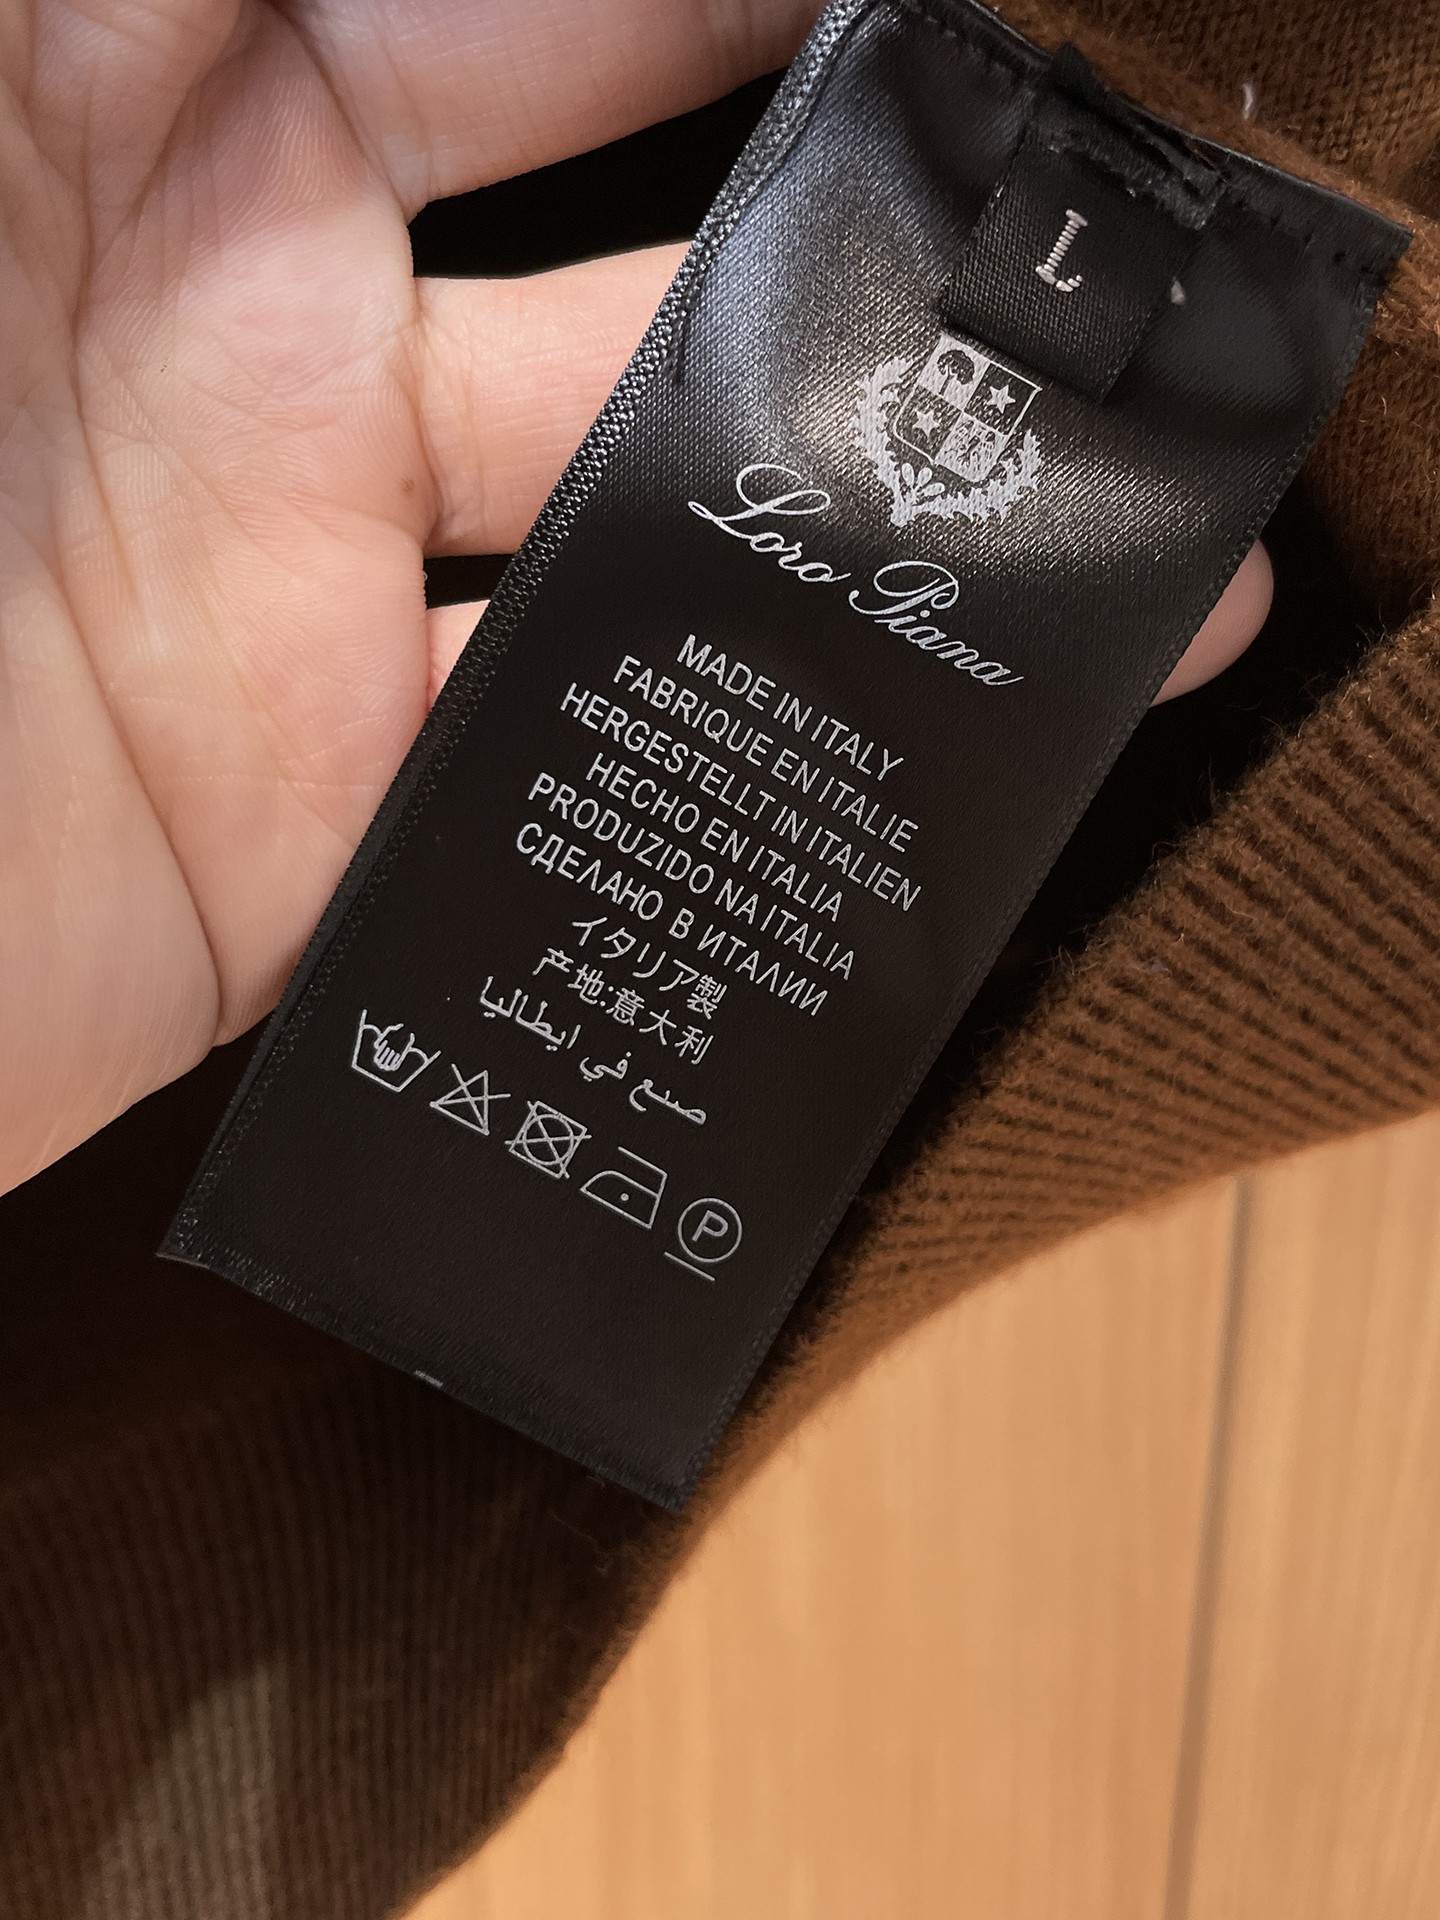 L
Loro Piana
MADE IN ITALY
FABRIQUE EN ITALIE
HERGESTELLT IN ITALIEN
HECHO EN ITALIA
PRODUZIDO NA ITALIA
СДЕЛАНО В ИТАЛИИ
イタリア製
产地:意大利
صنع في ايطاليا
P